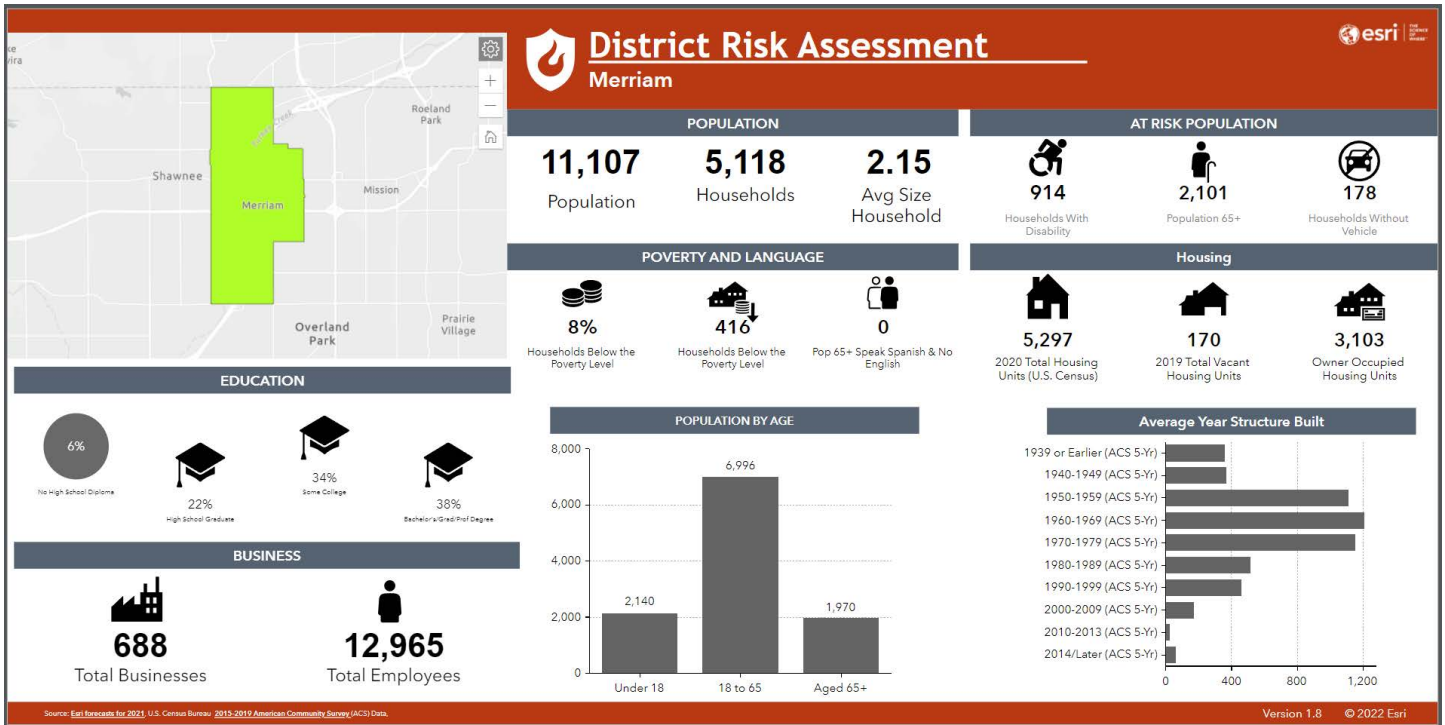 District Risk Assessment
Merriam
esri
THE
SCIENCE
OF
WHERE
Roeland
Park
Shawnee
Mission
Merriam
Overland
Park
Prairie
Village
POPULATION
11,107
Population
5,118
Households
2.15
Avg Size
Household
AT RISK POPULATION
914
Households With
Disability
2,101
Population 65+
178
Households Without
Vehicle
POVERTY AND LANGUAGE
8%
Households Below the
Poverty Level
416
Households Below the
Poverty Level
0
Pop 65+ Speak Spanish & No
English
Housing
5,297
2020 Total Housing
Units (U.S. Census)
170
2019 Total Vacant
Housing Units
3,103
Owner Occupied
Housing Units
EDUCATION
6%
No High School Diploma
22%
High School Graduate
34%
Some College
38%
Bachelor's/Grad/Prof Degree
BUSINESS
688
Total Businesses
12,965
Total Employees
POPULATION BY AGE
8,000
6,000
4,000
2,000
0
2,140
6,996
1,970
Under 18
18 to 65
Aged 65+
Average Year Structure Built
1939 or Earlier (ACS 5-Yr)
1940-1949 (ACS 5-Yr)
1950-1959 (ACS 5-Yr)
1960-1969 (ACS 5-Yr)
1970-1979 (ACS 5-Yr)
1980-1989 (ACS 5-Yr)
1990-1999 (ACS 5-Yr)
2000-2009 (ACS 5-Yr)
2010-2013 (ACS 5-Yr)
2014/Later (ACS 5-Yr)
0 400 800 1,200
Source: Esri forecasts for 2021, U.S. Census Bureau 2015-2019 American Community Survey (ACS) Data,
Version 1.8 © 2022 Esri